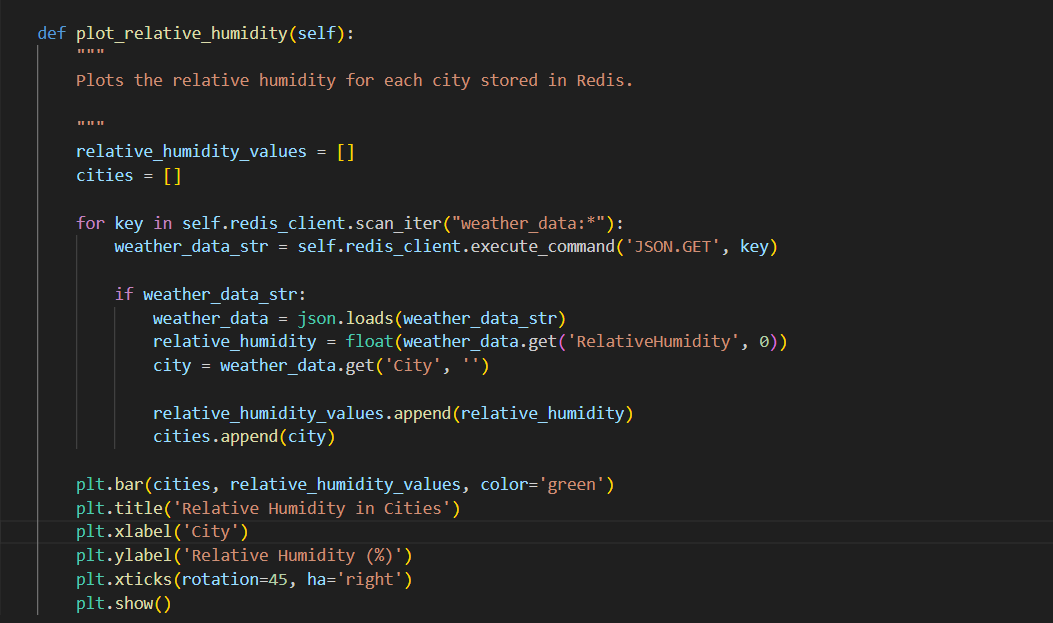 def plot_relative_humidity(self):
    """
    Plots the relative humidity for each city stored in Redis.

    """
    relative_humidity_values = []
    cities = []

    for key in self.redis_client.scan_iter("weather_data:*"):
        weather_data_str = self.redis_client.execute_command('JSON.GET', key)

        if weather_data_str:
            weather_data = json.loads(weather_data_str)
            relative_humidity = float(weather_data.get('RelativeHumidity', 0))
            city = weather_data.get('City', '')

            relative_humidity_values.append(relative_humidity)
            cities.append(city)

    plt.bar(cities, relative_humidity_values, color='green')
    plt.title('Relative Humidity in Cities')
    plt.xlabel('City')
    plt.ylabel('Relative Humidity (%)')
    plt.xticks(rotation=45, ha='right')
    plt.show()